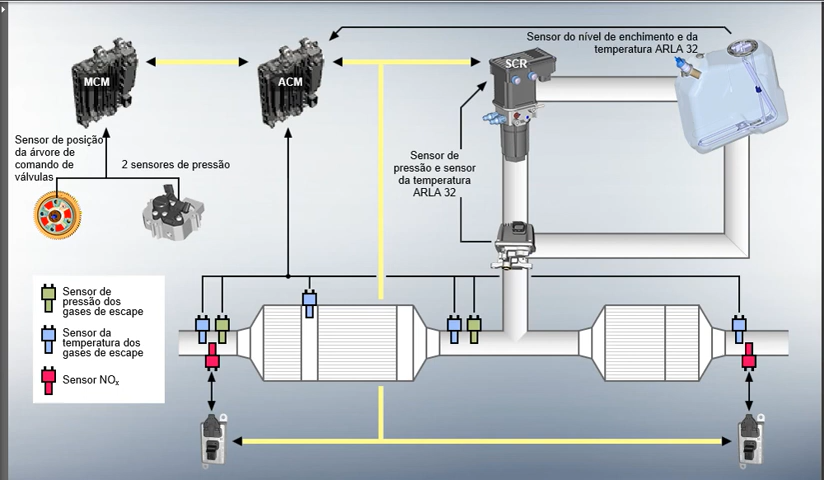 Sensor do nível de enchimento e da
temperatura ARLA 32
MCM
ACM
SCR
Sensor de posição
da árvore de
comando de
válvulas
2 sensores de pressão
Sensor de
pressão e sensor
da temperatura
ARLA 32
Sensor de
pressão dos
gases de escape
Sensor da
temperatura dos
gases de escape
Sensor NOx